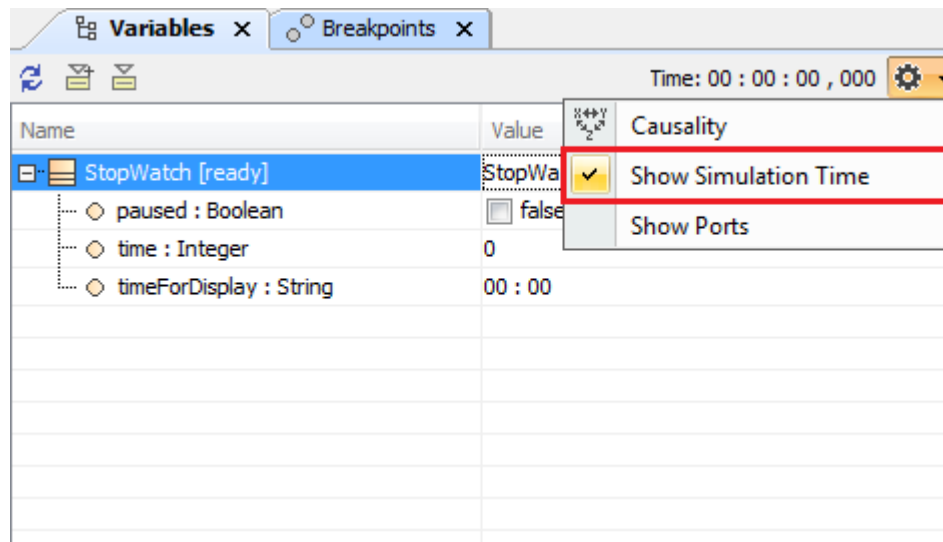 Variables Breakpoints
Time: 00 : 00 : 00 , 000
Name Value
Causality
StopWatch [ready] StopWa
Show Simulation Time
paused : Boolean false
Show Ports
time : Integer 0
timeForDisplay : String 00 : 00